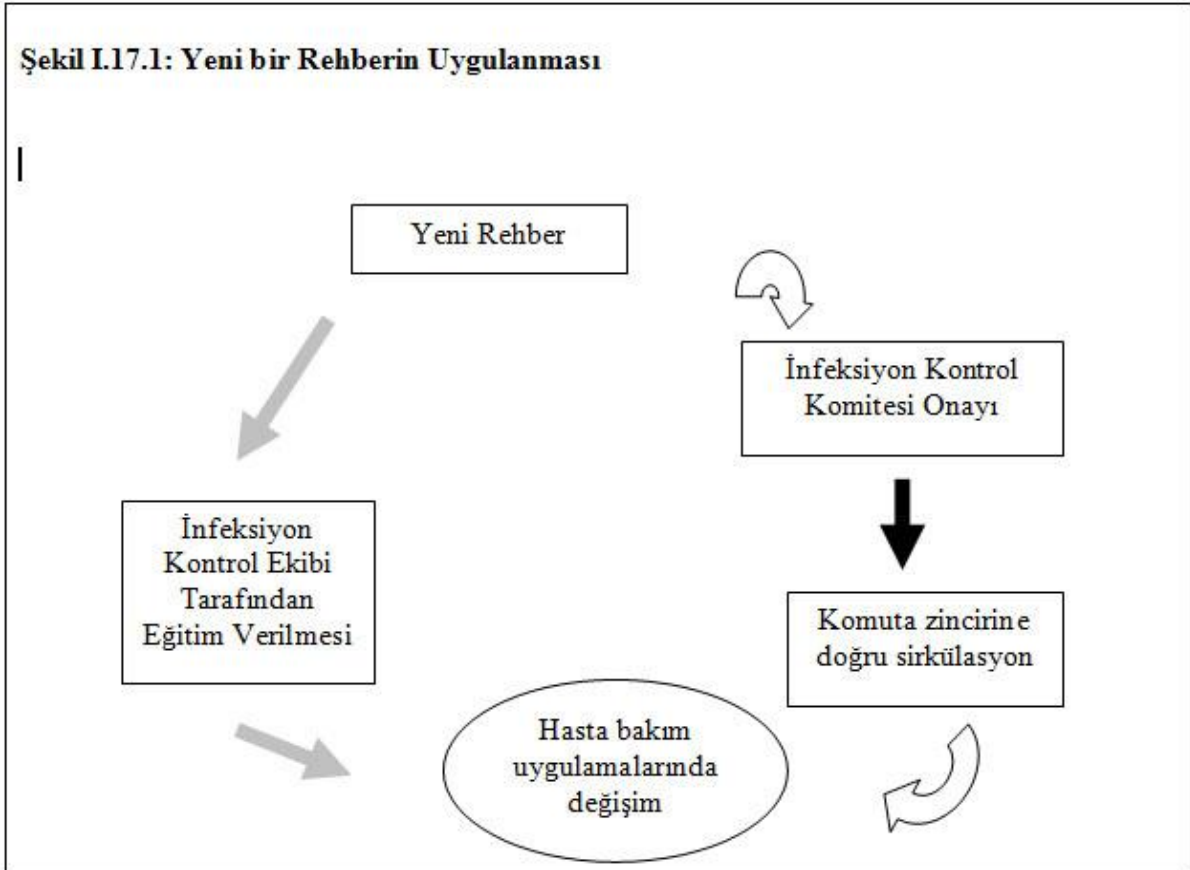 Şekil I.17.1: Yeni bir Rehberin Uygulanması
Yeni Rehber
İnfeksiyon Kontrol
Komitesi Onayı
İnfeksiyon
Kontrol Ekibi
Tarafından
Eğitim Verilmesi
Komuta zincirine
doğru sirkülasyon
Hasta bakım
uygulamalarında
değişim